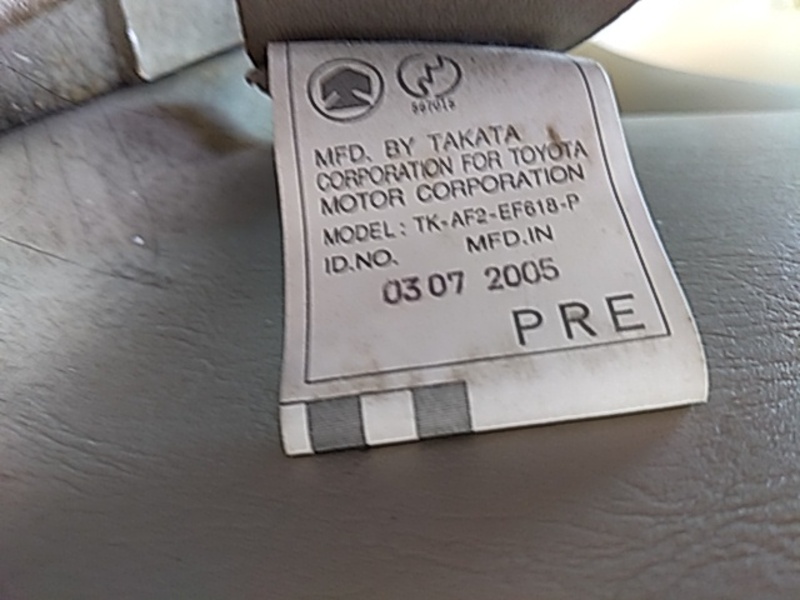 MFD. BY TAKATA
CORPORATION FOR TOYOTA
MOTOR CORPORATION
MODEL: TK-AF2-EF618-P
ID.NO. MFD.IN
03 07 2005
PRE